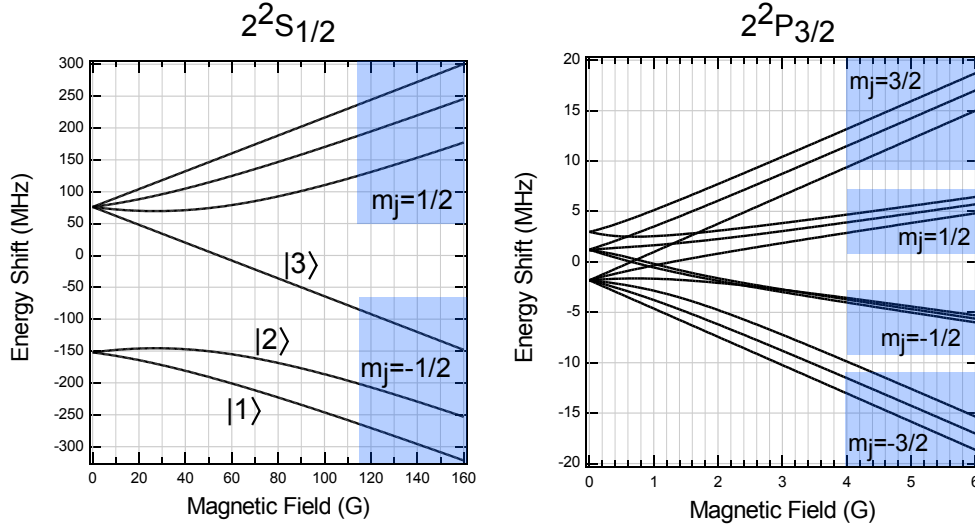 2²S1/2
Energy Shift (MHz)
300
250
200
150
100
50
0
-50
-100
-150
-200
-250
-300
mj=1/2
|3⟩
|2⟩
mj=-1/2
|1⟩
0 20 40 60 80 100 120 140 160
Magnetic Field (G)
2²P3/2
Energy Shift (MHz)
20
15
10
5
0
-5
-10
-15
-20
mj=3/2
mj=1/2
mj=-1/2
mj=-3/2
0 1 2 3 4 5 6
Magnetic Field (G)